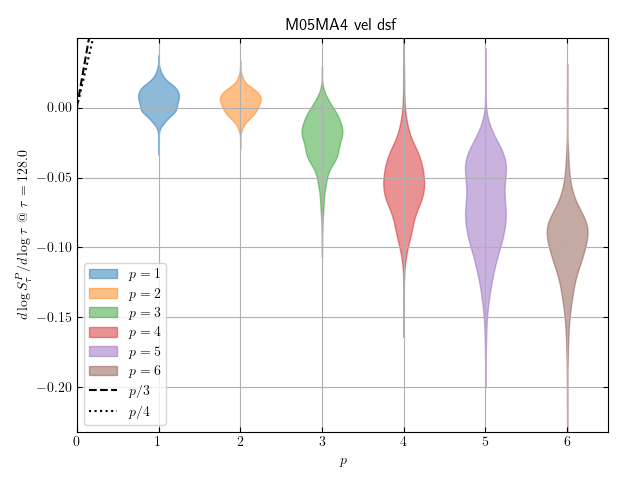 M05MA4 vel dsf
d log S_τ^P / d log τ @ τ = 128.0
0.00
−0.05
−0.10
−0.15
−0.20
p = 1
p = 2
p = 3
p = 4
p = 5
p = 6
p/3
p/4
0 1 2 3 4 5 6
p